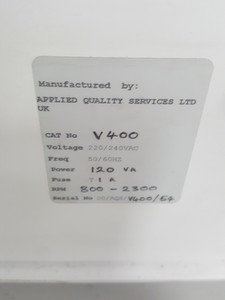 Manufactured by:
APPLIED QUALITY SERVICES LTD
UK
CAT No V400
Voltage 220/240VAC
Freq 50/60HZ
Power 120 VA
Fuse 1A
RPM 800-2300
Serial No V400/54